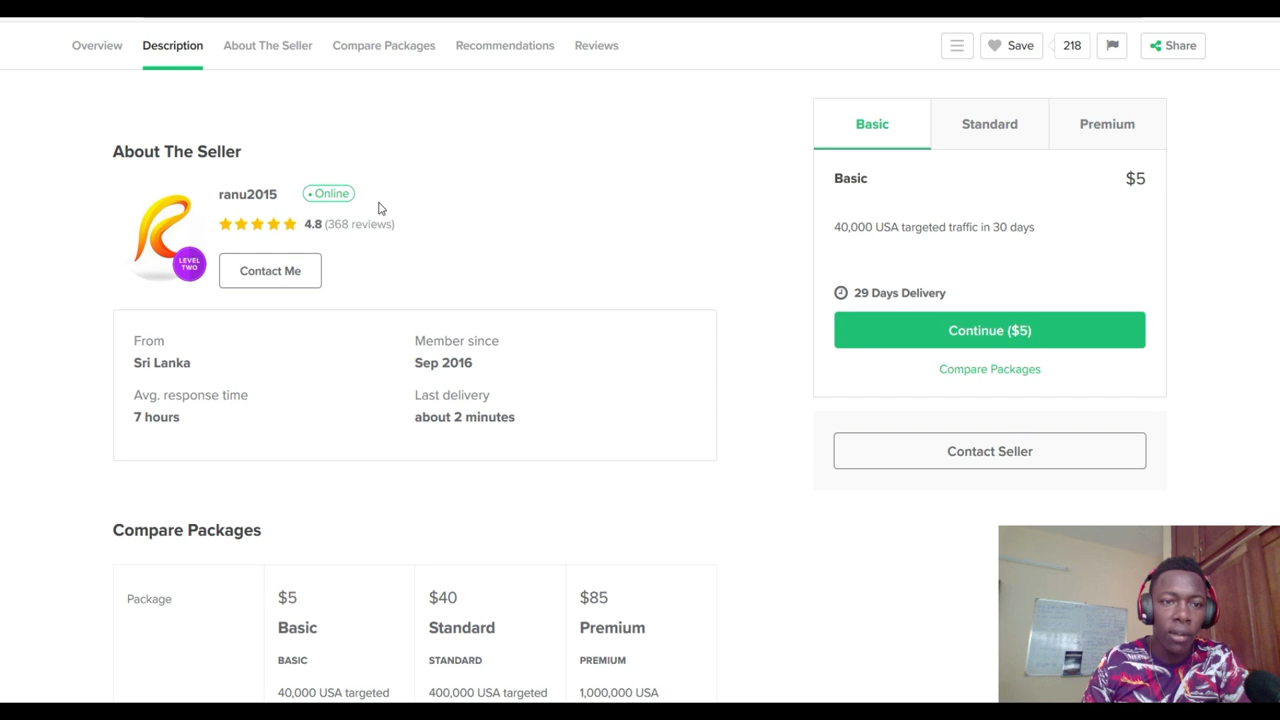 Overview Description About The Seller Compare Packages Recommendations Reviews Save 218 Share
About The Seller
ranu2015 • Online
4.8 (368 reviews)
LEVEL
TWO
Contact Me
From Member since
Sri Lanka Sep 2016
Avg. response time Last delivery
7 hours about 2 minutes
Basic Standard Premium
Basic $5
40,000 USA targeted traffic in 30 days
29 Days Delivery
Continue ($5)
Compare Packages
Contact Seller
Compare Packages
Package $5 $40 $85
Basic Standard Premium
BASIC STANDARD PREMIUM
40,000 USA targeted 400,000 USA targeted 1,000,000 USA